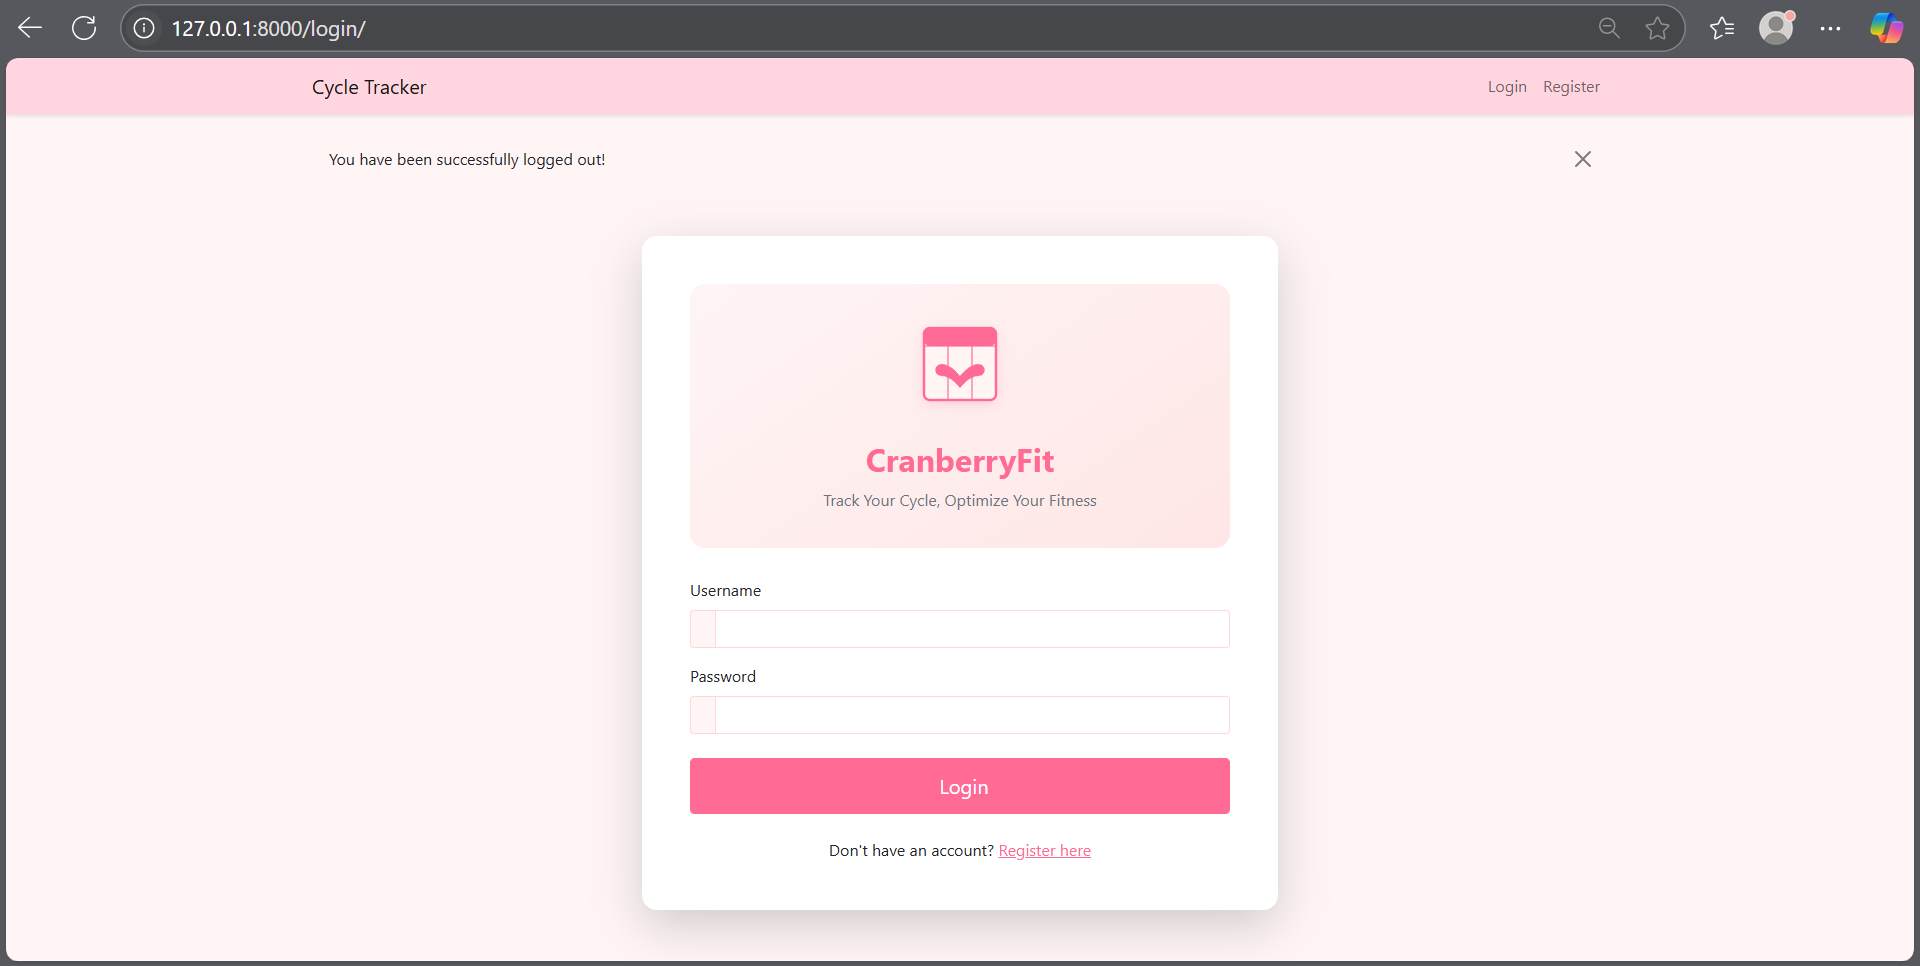 127.0.0.1:8000/login/
Cycle Tracker
Login Register
You have been successfully logged out!
CranberryFit
Track Your Cycle, Optimize Your Fitness
Username
Password
Login
Don't have an account? Register here